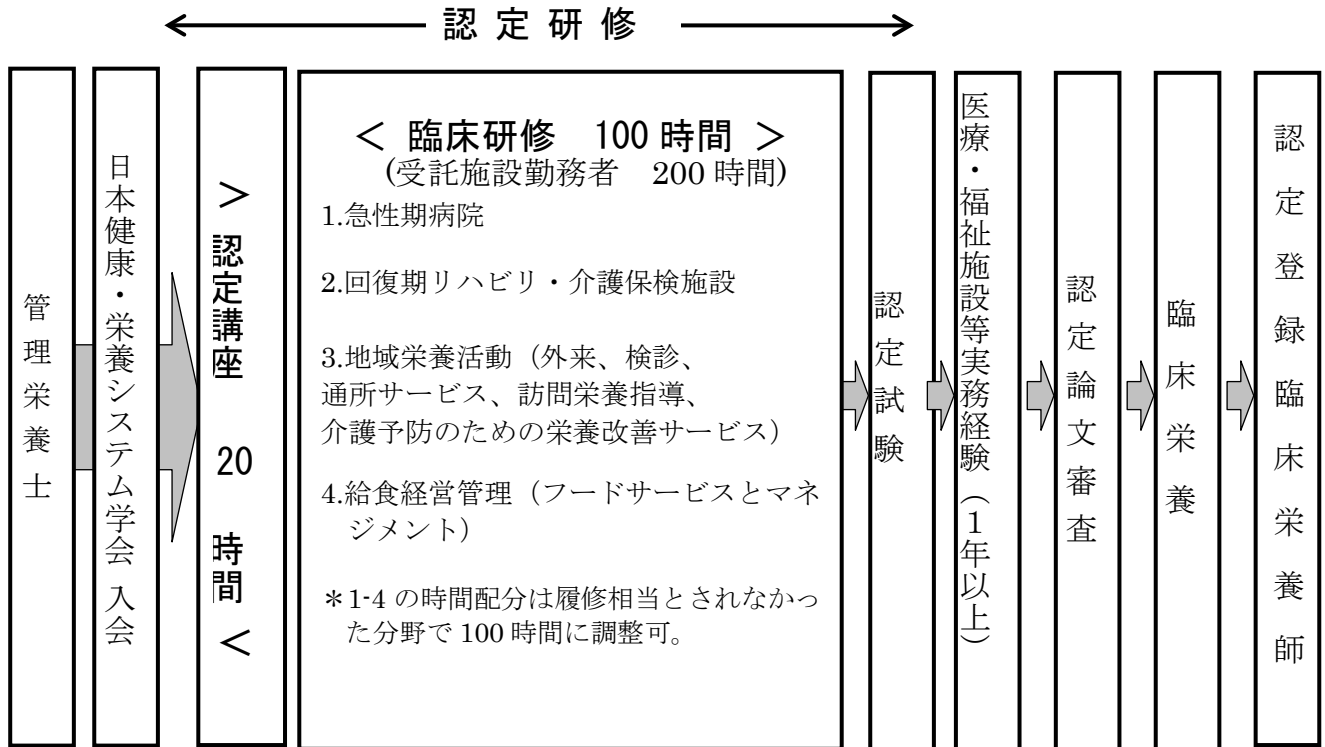 認定研修
管理栄養士
日本健康・栄養システム学会 入会
＞認定講座 20 時間＜
＜ 臨床研修 100 時間 ＞
(受託施設勤務者 200 時間)
1.急性期病院
2.回復期リハビリ・介護保検施設
3.地域栄養活動（外来、検診、
通所サービス、訪問栄養指導、
介護予防のための栄養改善サービス）
4.給食経営管理（フードサービスとマネ
ジメント）
＊1-4 の時間配分は履修相当とされなかっ
た分野で 100 時間に調整可。
認定試験
医療・福祉施設等実務経験（1年以上）
認定論文審査
臨床栄養
認定登録臨床栄養師